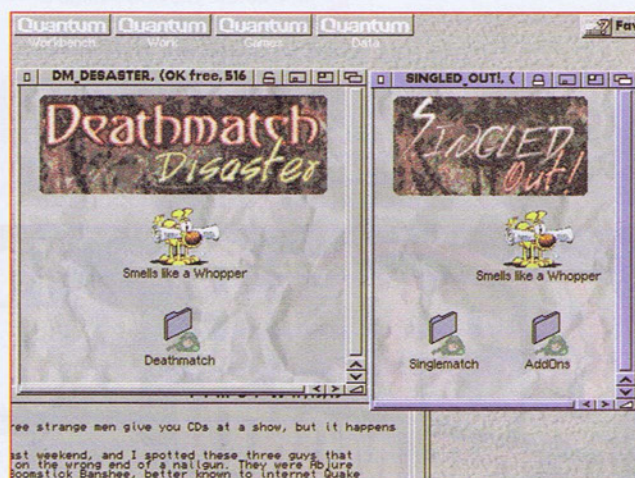 Quantum Quantum Quantum Quantum
Workbench Work Games Data
Fav
DM_DESASTER, (0K free, 516
SINGLED_OUT!, (
Deathmatch
Disaster
SINGLED
Out!
Smells like a Whopper
Smells like a Whopper
Deathmatch
Singlematch AddOns
ree strange men give you CDs at a show, but it happens
ast weekend, and I spotted these three guys that
on the wrong end of a nailgun. They were Abjure
oomstick Banshee, better known to internet Quake